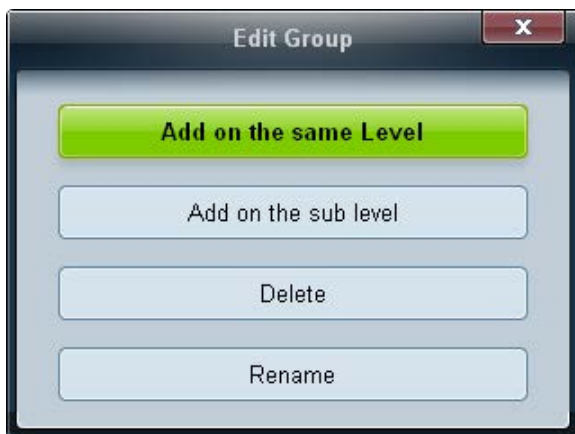 Edit Group
x
Add on the same Level
Add on the sub level
Delete
Rename